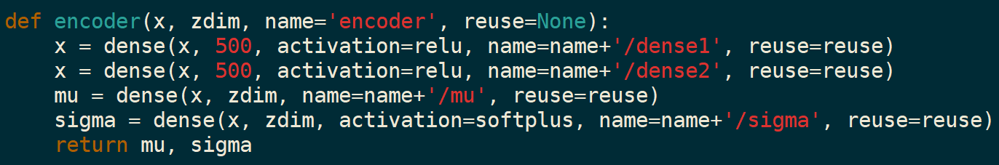 def encoder(x, zdim, name='encoder', reuse=None):
    x = dense(x, 500, activation=relu, name=name+'/dense1', reuse=reuse)
    x = dense(x, 500, activation=relu, name=name+'/dense2', reuse=reuse)
    mu = dense(x, zdim, name=name+'/mu', reuse=reuse)
    sigma = dense(x, zdim, activation=softplus, name=name+'/sigma', reuse=reuse)
    return mu, sigma